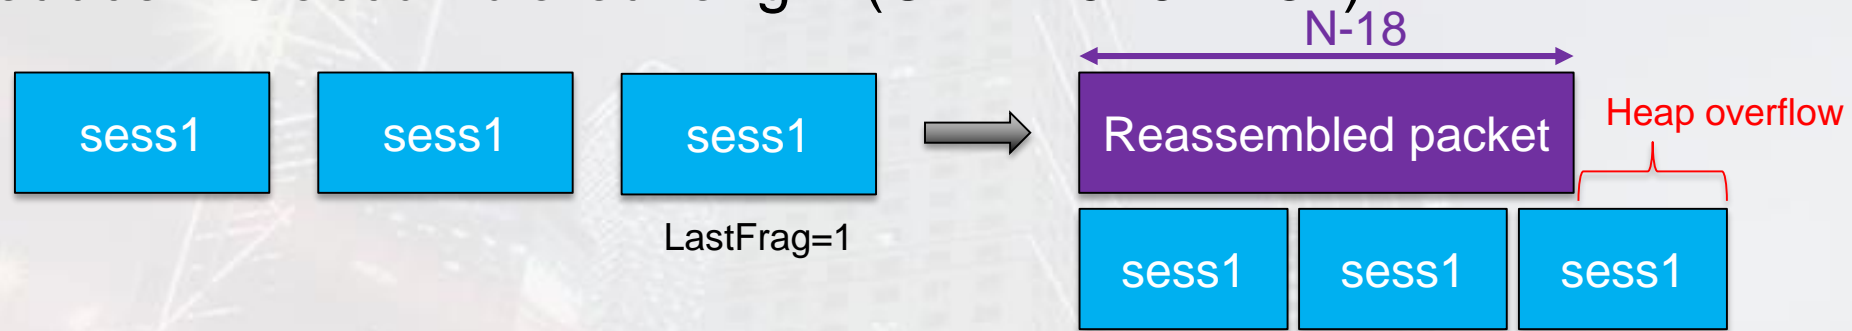 N-18
sess1
sess1
sess1
Reassembled packet
Heap overflow
LastFrag=1
sess1
sess1
sess1